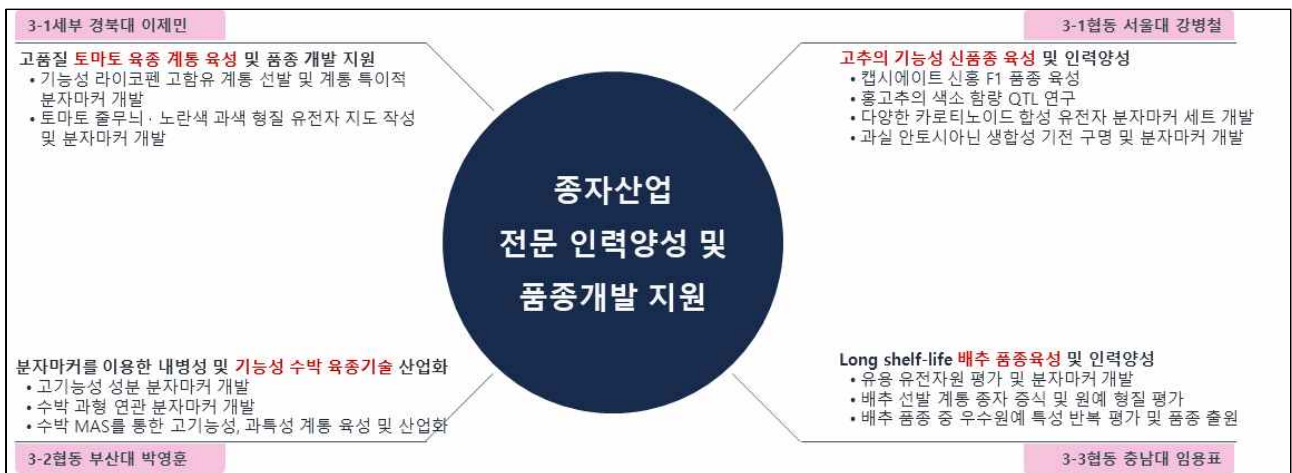 3-1세부 경북대 이제민
고품질 토마토 육종 계통 육성 및 품종 개발 지원
• 기능성 라이코펜 고함유 계통 선발 및 계통 특이적
분자마커 개발
• 토마토 줄무늬 · 노란색 과색 형질 유전자 지도 작성
및 분자마커 개발
3-1협동 서울대 강병철
고추의 기능성 신품종 육성 및 인력양성
• 캡시에이트 신홍 F1 품종 육성
• 홍고추의 색소 함량 QTL 연구
• 다양한 카로티노이드 합성 유전자 분자마커 세트 개발
• 과실 안토시아닌 생합성 기전 구명 및 분자마커 개발
종자산업
전문 인력양성 및
품종개발 지원
분자마커를 이용한 내병성 및 기능성 수박 육종기술 산업화
• 고기능성 성분 분자마커 개발
• 수박 과형 연관 분자마커 개발
• 수박 MAS를 통한 고기능성, 과특성 계통 육성 및 산업화
3-2협동 부산대 박영훈
Long shelf-life 배추 품종육성 및 인력양성
• 유용 유전자원 평가 및 분자마커 개발
• 배추 선발 계통 종자 증식 및 원예 형질 평가
• 배추 품종 중 우수원예 특성 반복 평가 및 품종 출원
3-3협동 충남대 임용표